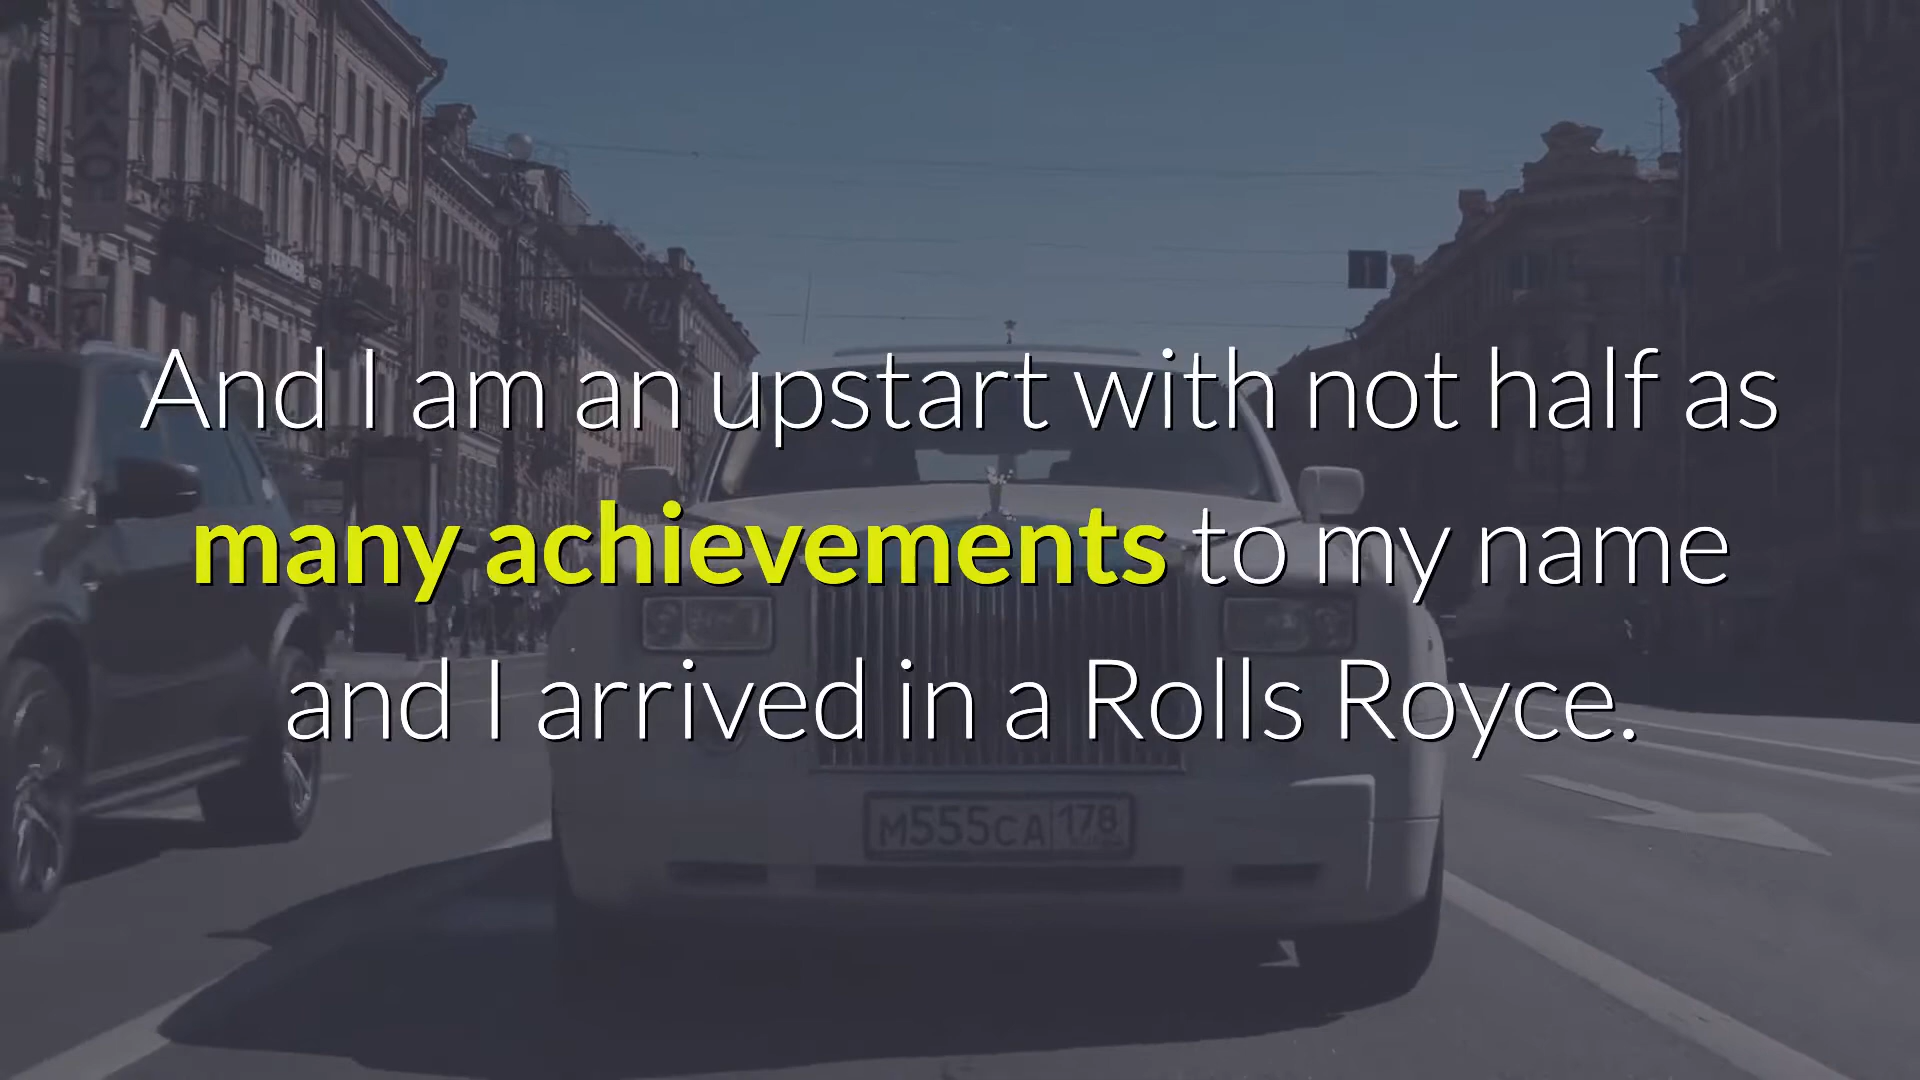 And I am an upstart with not half as
many achievements to my name
and I arrived in a Rolls Royce.
М555СА 178